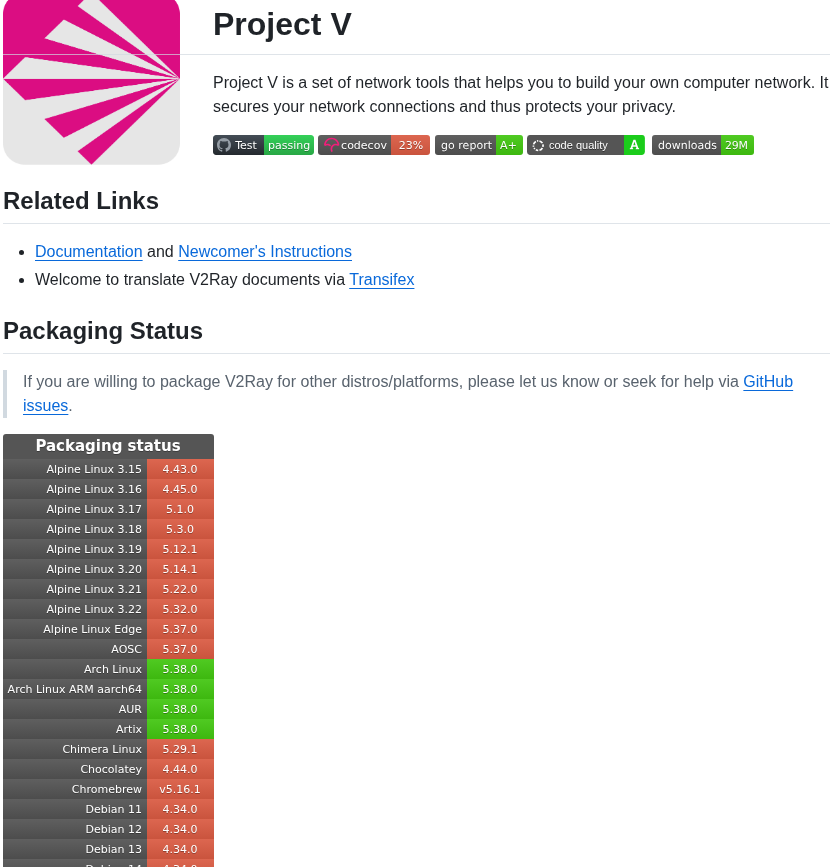 Project V
Project V is a set of network tools that helps you to build your own computer network. It
secures your network connections and thus protects your privacy.
Test passing codecov 23% go report A+ code quality A downloads 29M
Related Links
Documentation and Newcomer's Instructions
Welcome to translate V2Ray documents via Transifex
Packaging Status
If you are willing to package V2Ray for other distros/platforms, please let us know or seek for help via GitHub
issues.
Packaging status
Alpine Linux 3.15 4.43.0
Alpine Linux 3.16 4.45.0
Alpine Linux 3.17 5.1.0
Alpine Linux 3.18 5.3.0
Alpine Linux 3.19 5.12.1
Alpine Linux 3.20 5.14.1
Alpine Linux 3.21 5.22.0
Alpine Linux 3.22 5.32.0
Alpine Linux Edge 5.37.0
AOSC 5.37.0
Arch Linux 5.38.0
Arch Linux ARM aarch64 5.38.0
AUR 5.38.0
Artix 5.38.0
Chimera Linux 5.29.1
Chocolatey 4.44.0
Chromebrew v5.16.1
Debian 11 4.34.0
Debian 12 4.34.0
Debian 13 4.34.0